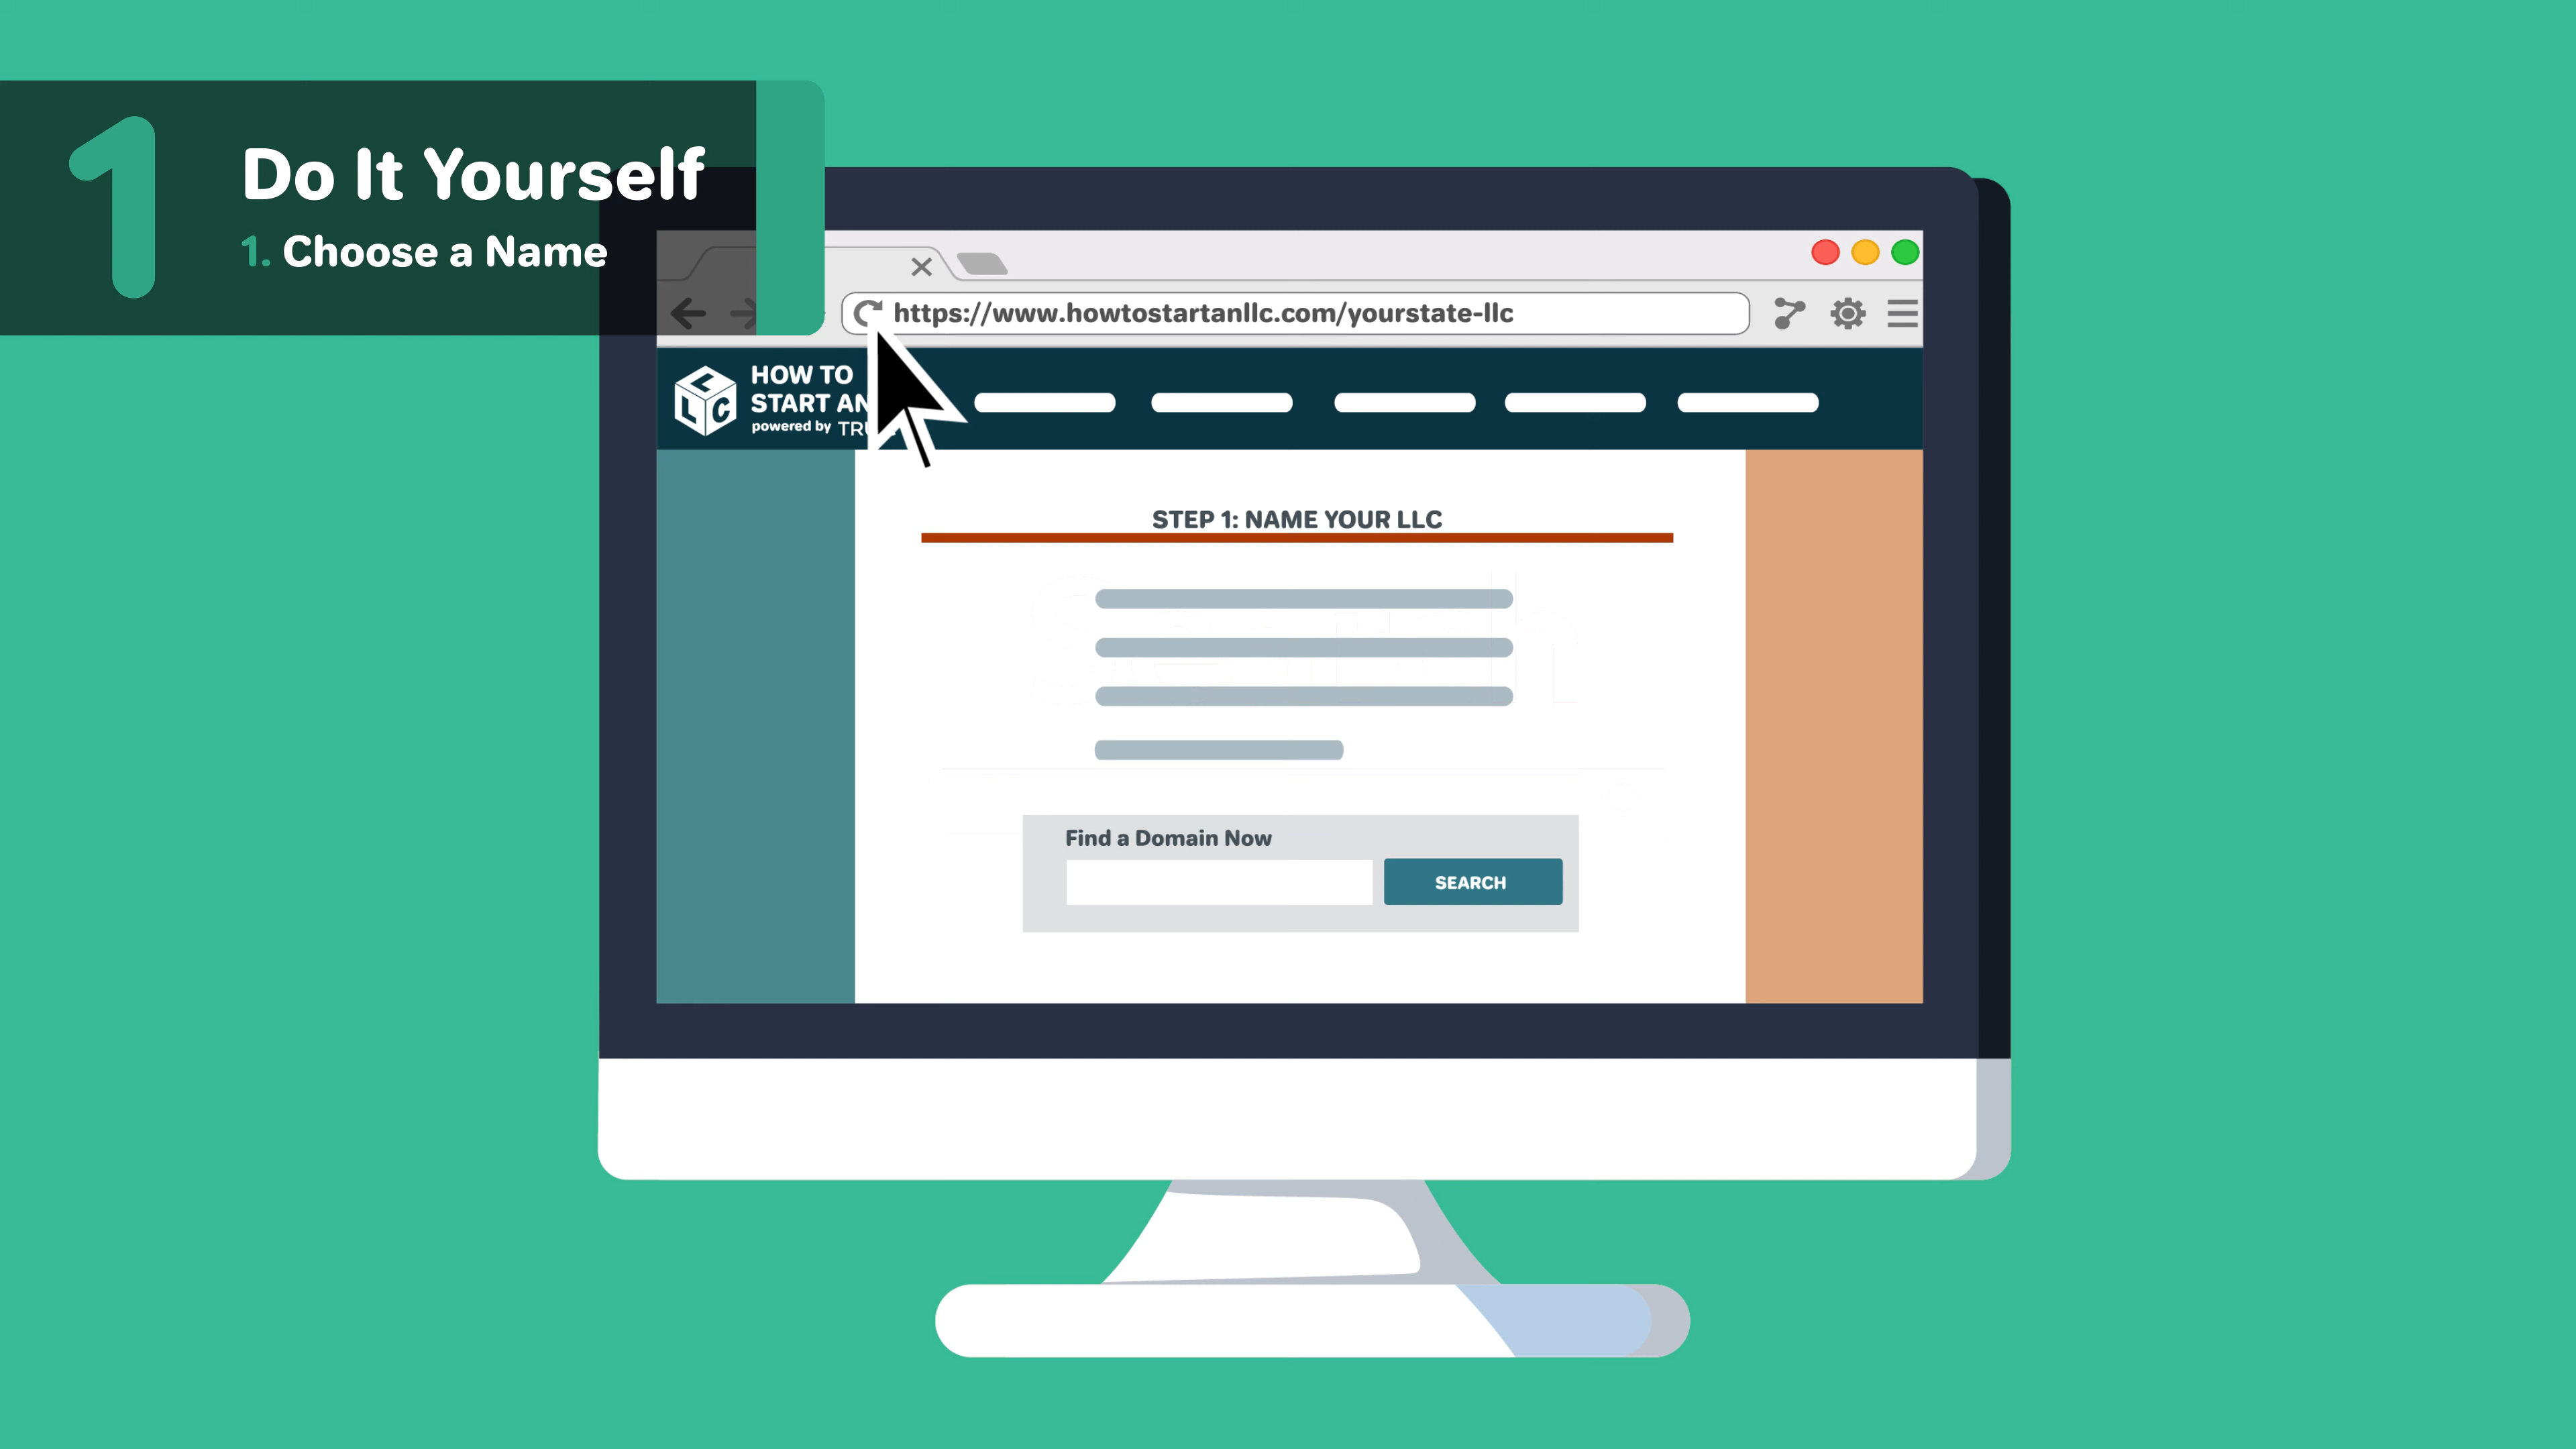 1
Do It Yourself
1. Choose a Name
https://www.howtostartanllc.com/yourstate-llc
L L C
HOW TO
START AN
powered by
STEP 1: NAME YOUR LLC
Find a Domain Now
SEARCH